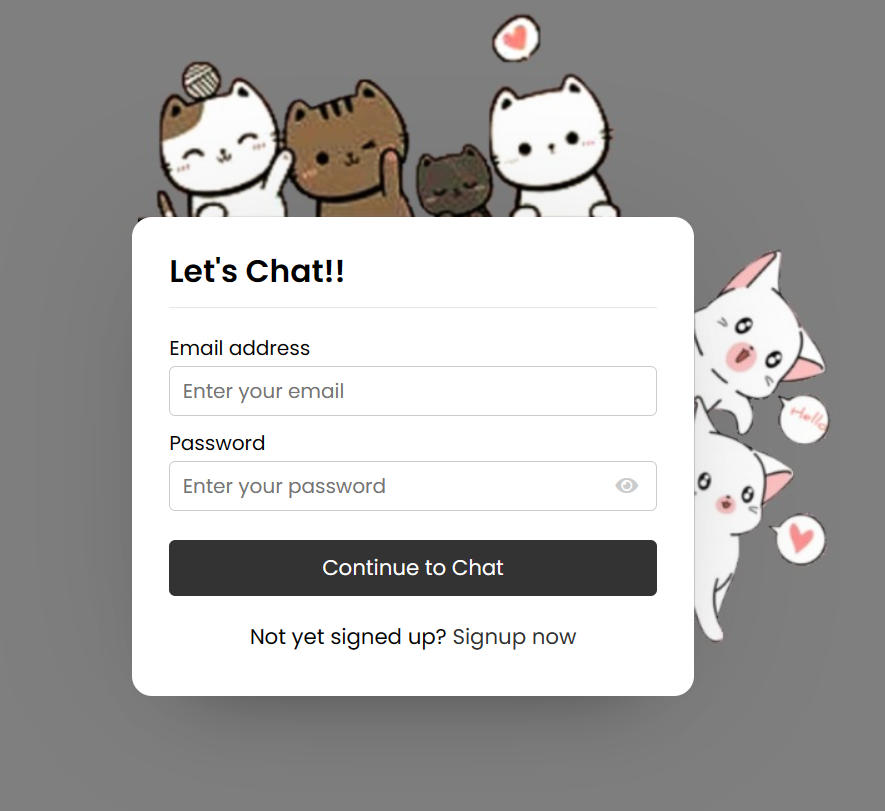 Let's Chat!!
Email address
Enter your email
Hello
Password
Enter your password
Continue to Chat
Not yet signed up? Signup now